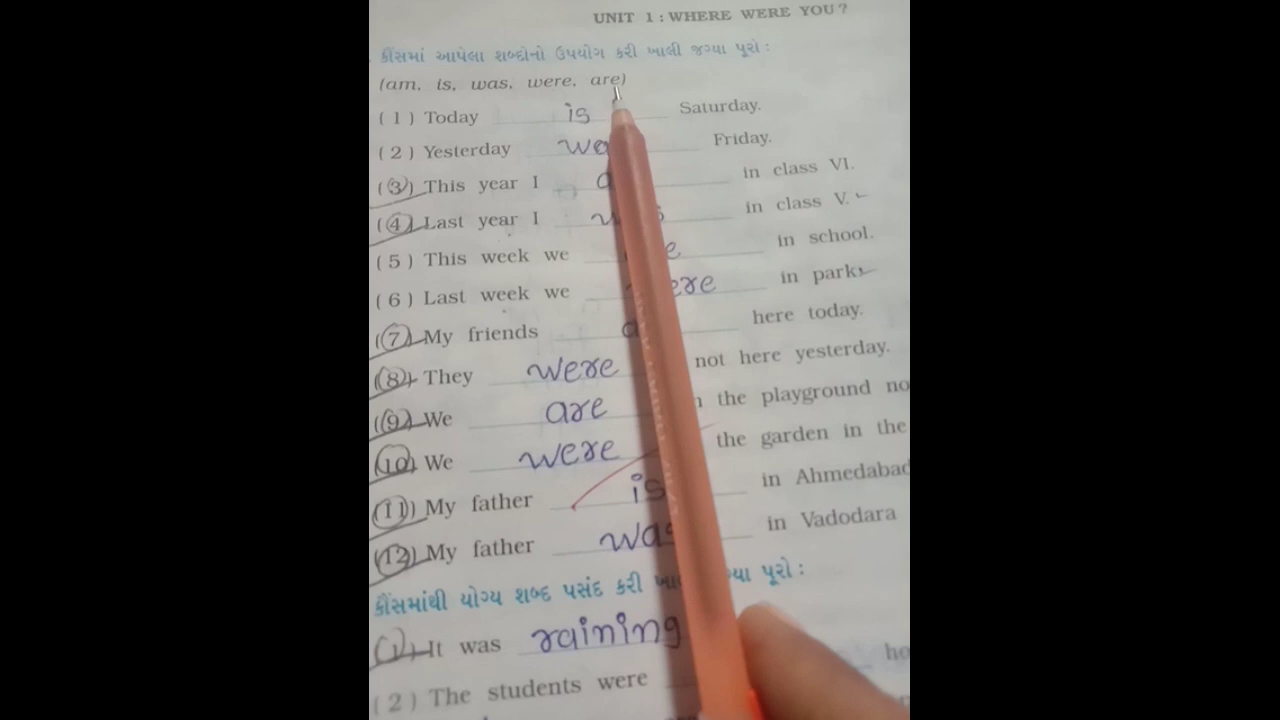 UNIT 1 : WHERE WERE YOU ?
કૌંસમાં આપેલા શબ્દોનો ઉપયોગ કરી ખાલી જગ્યા પૂરો :
(am, is, was, were, are)
( 1 ) Today is Saturday.
( 2 ) Yesterday Friday.
( 3 ) This year I in class VI.
( 4 ) Last year I in class V.
( 5 ) This week we in school.
( 6 ) Last week we in park.
( 7 ) My friends here today.
( 8 ) They were not here yesterday.
( 9 ) We are the playground
( 10 ) We were the garden in the
( 11 ) My father is in Ahmedabad
( 12 ) My father was in Vadodara
કૌંસમાંથી યોગ્ય શબ્દ પસંદ કરી પૂરો :
( 1 ) It was raining
( 2 ) The students were